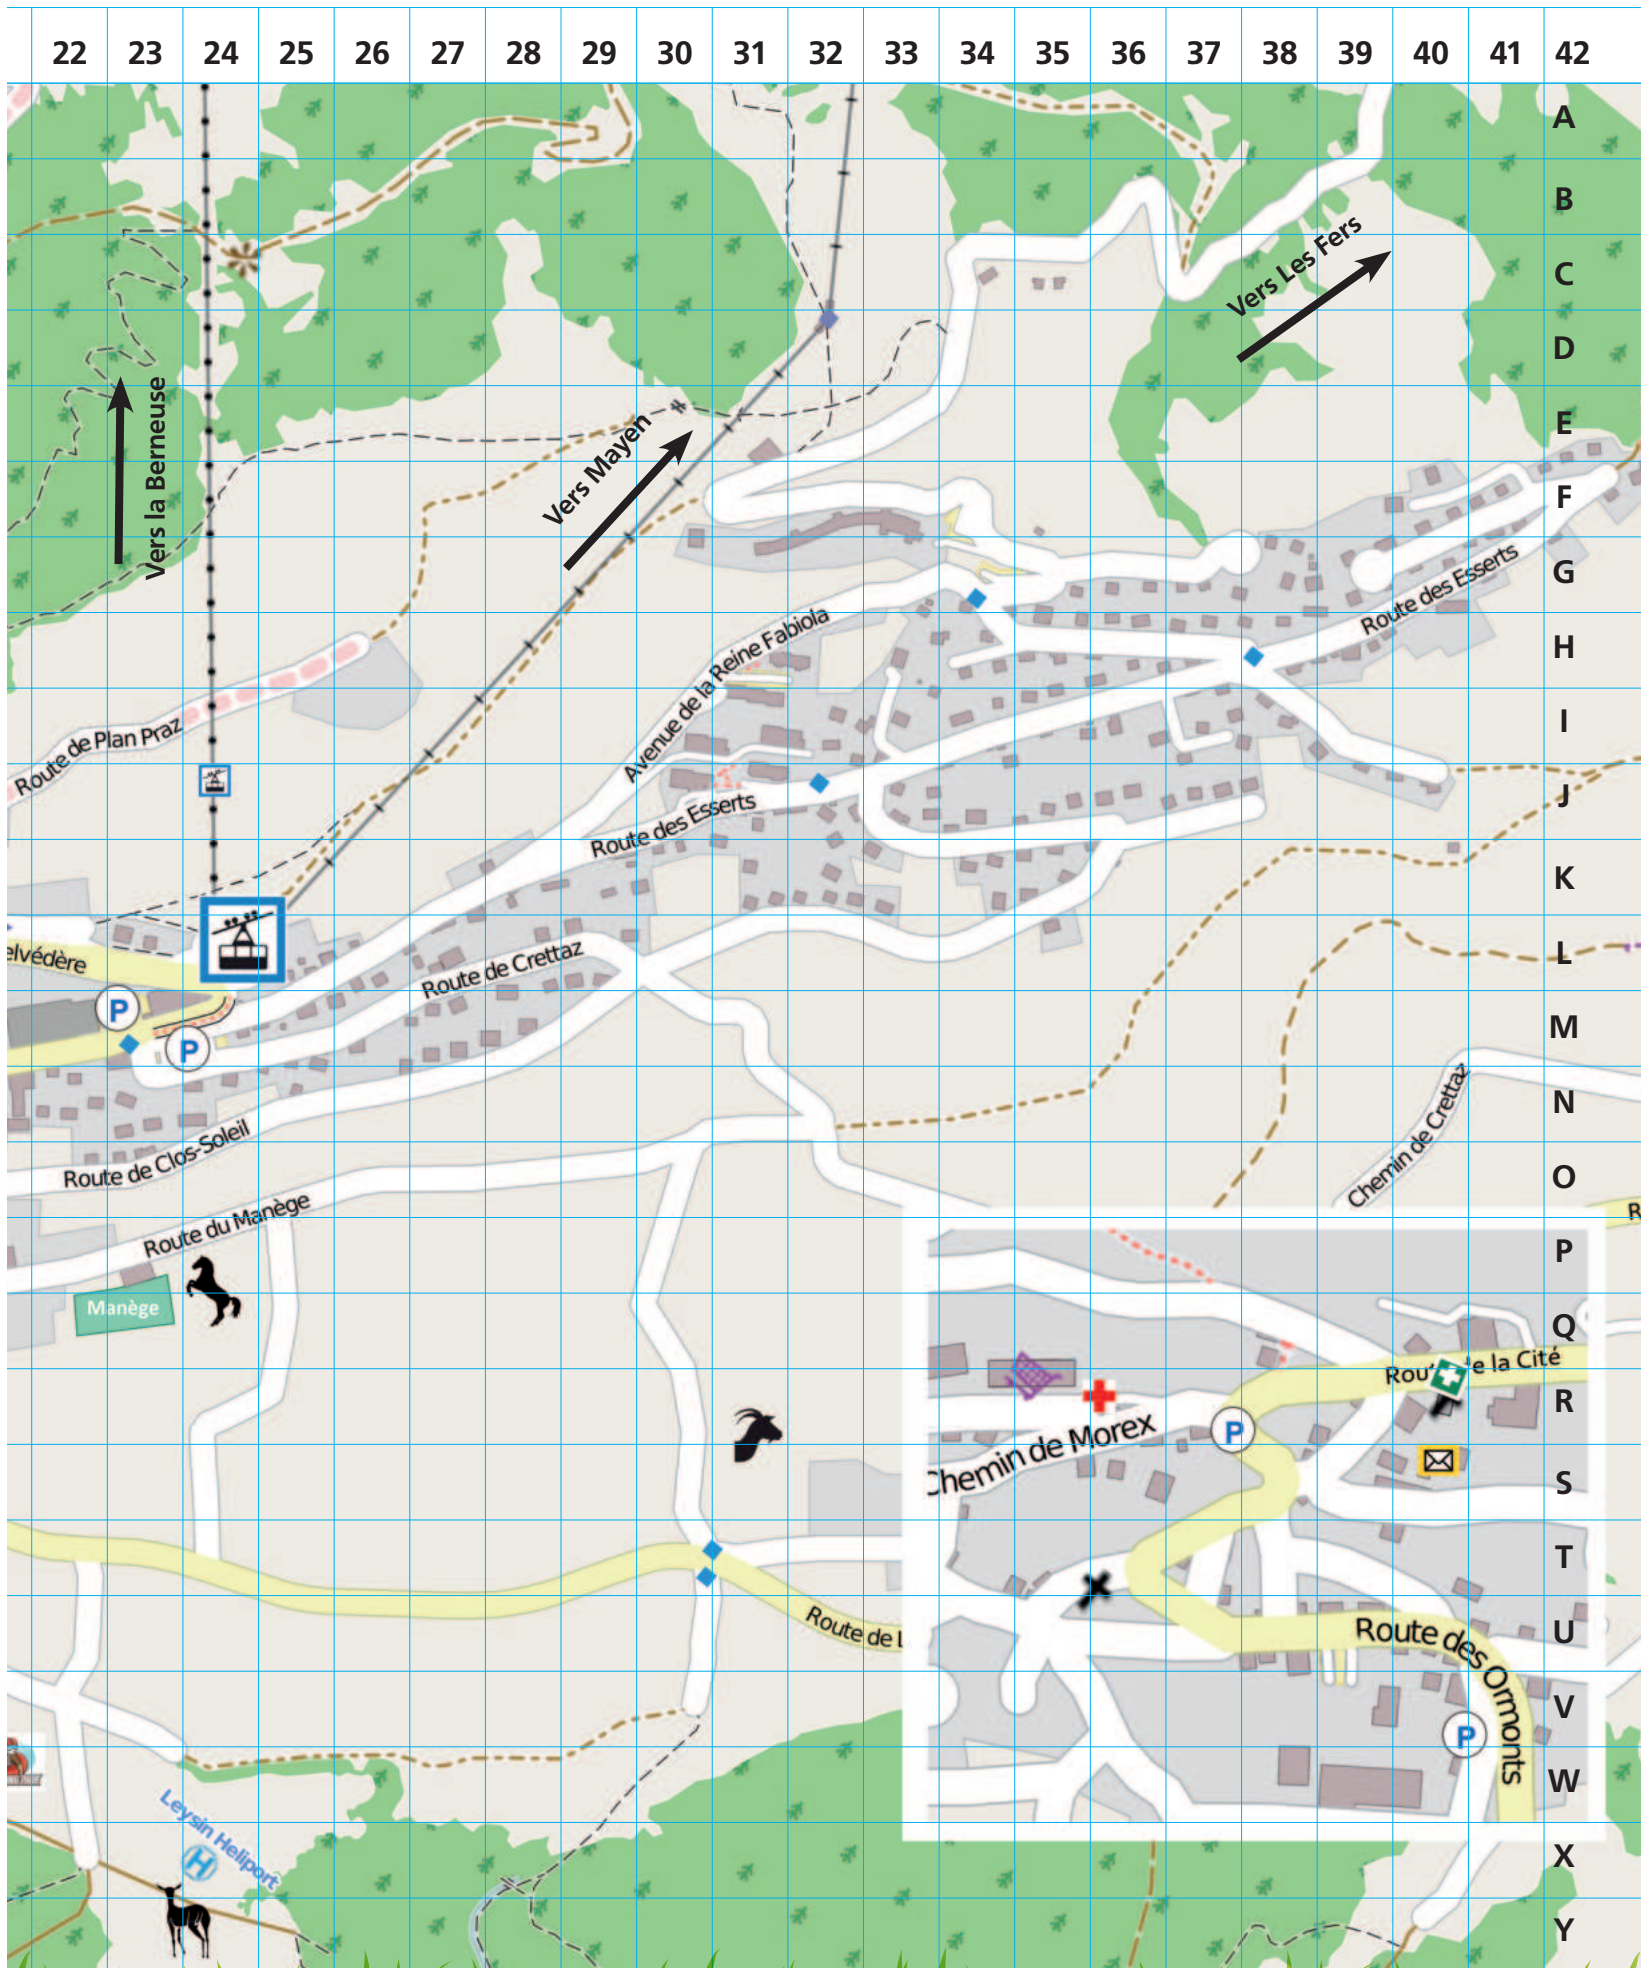 22 23 24 25 26 27 28 29 30 31 32 33 34 35 36 37 38 39 40 41 42
A
B
Vers Les Fers
C
D
Vers la Berneuse
E
Vers Mayen
F
G
Route des Esserts
Avenue de la Reine Fabiola
H
I
Route de Plan Praz
J
Route des Esserts
K
elvédère
L
Route de Crettaz
P
M
P
Chemin de Crettaz
N
Route de Clos-Soleil
O
Route du Manège
R
P
Manège
Q
Route de la Cité
R
P
Chemin de Morex
S
T
Route de L
U
Route des Ormonts
V
P
W
Leysin Heliport
H
X
Y